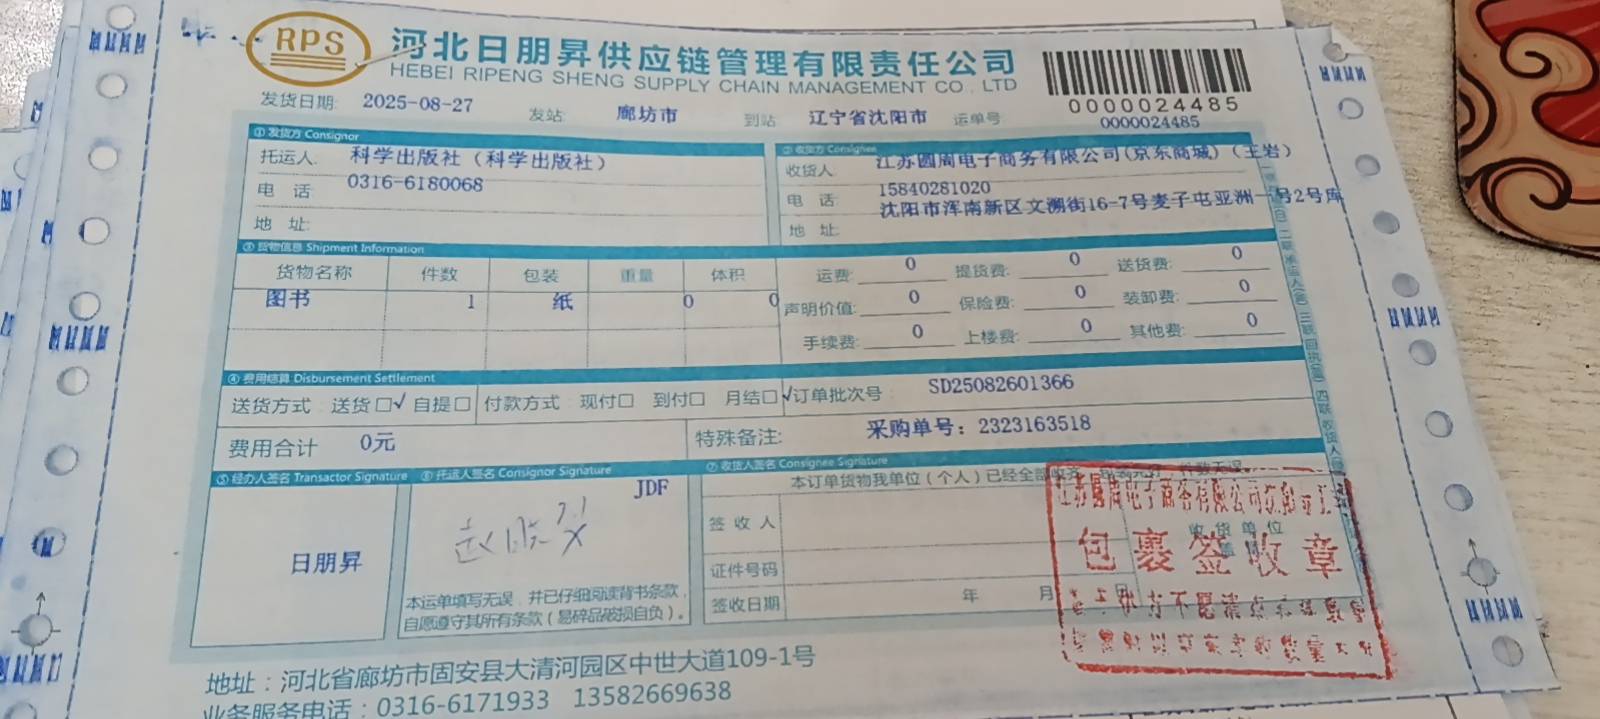 RPS 河北日朋昇供应链管理有限责任公司
HEBEI RIPENG SHENG SUPPLY CHAIN MANAGEMENT CO., LTD
0000024485
发货日期: 2025-08-27 发站: 廊坊市 到站: 辽宁省沈阳市 运单号 0000024485
①发货方 Consignor
托运人: 科学出版社（科学出版社）
电 话: 0316-6180068
地 址:
②收货方 Consignee
收货人: 江苏圆周电子商务有限公司(京东商城)（王岩）
电 话: 15840281020
地 址: 沈阳市浑南新区文溯街16-7号麦子屯亚洲一号2号库
③货物信息 Shipment Information
货物名称 件数 包装 重量 体积
图书 1 纸 0 0
运费: 0 提货费: 0 送货费: 0
声明价值: 0 保险费: 0 装卸费: 0
手续费: 0 上楼费: 0 其他费: 0
④费用结算 Disbursement Settlement
送货方式: 送货□√ 自提□ 付款方式: 现付□ 到付□ 月结□√ 订单批次号 SD25082601366
费用合计 0元 特殊备注: 采购单号：2323163518
⑤经办人签名 Transactor Signature
日朋昇
⑥托运人签名 Consignor Signature
JDF
本运单填写无误，并已仔细阅读背书条款，
自愿遵守其所有条款（易碎品破损自负）。
⑦收货人签名 Consignee Signature
本订单货物我单位（个人）已经全部收齐
签收人
证件号码
签收日期 年 月 日
收货单位
包裹签收章
地址：河北省廊坊市固安县大清河园区中世大道109-1号
业务服务电话：0316-6171933 13582669638